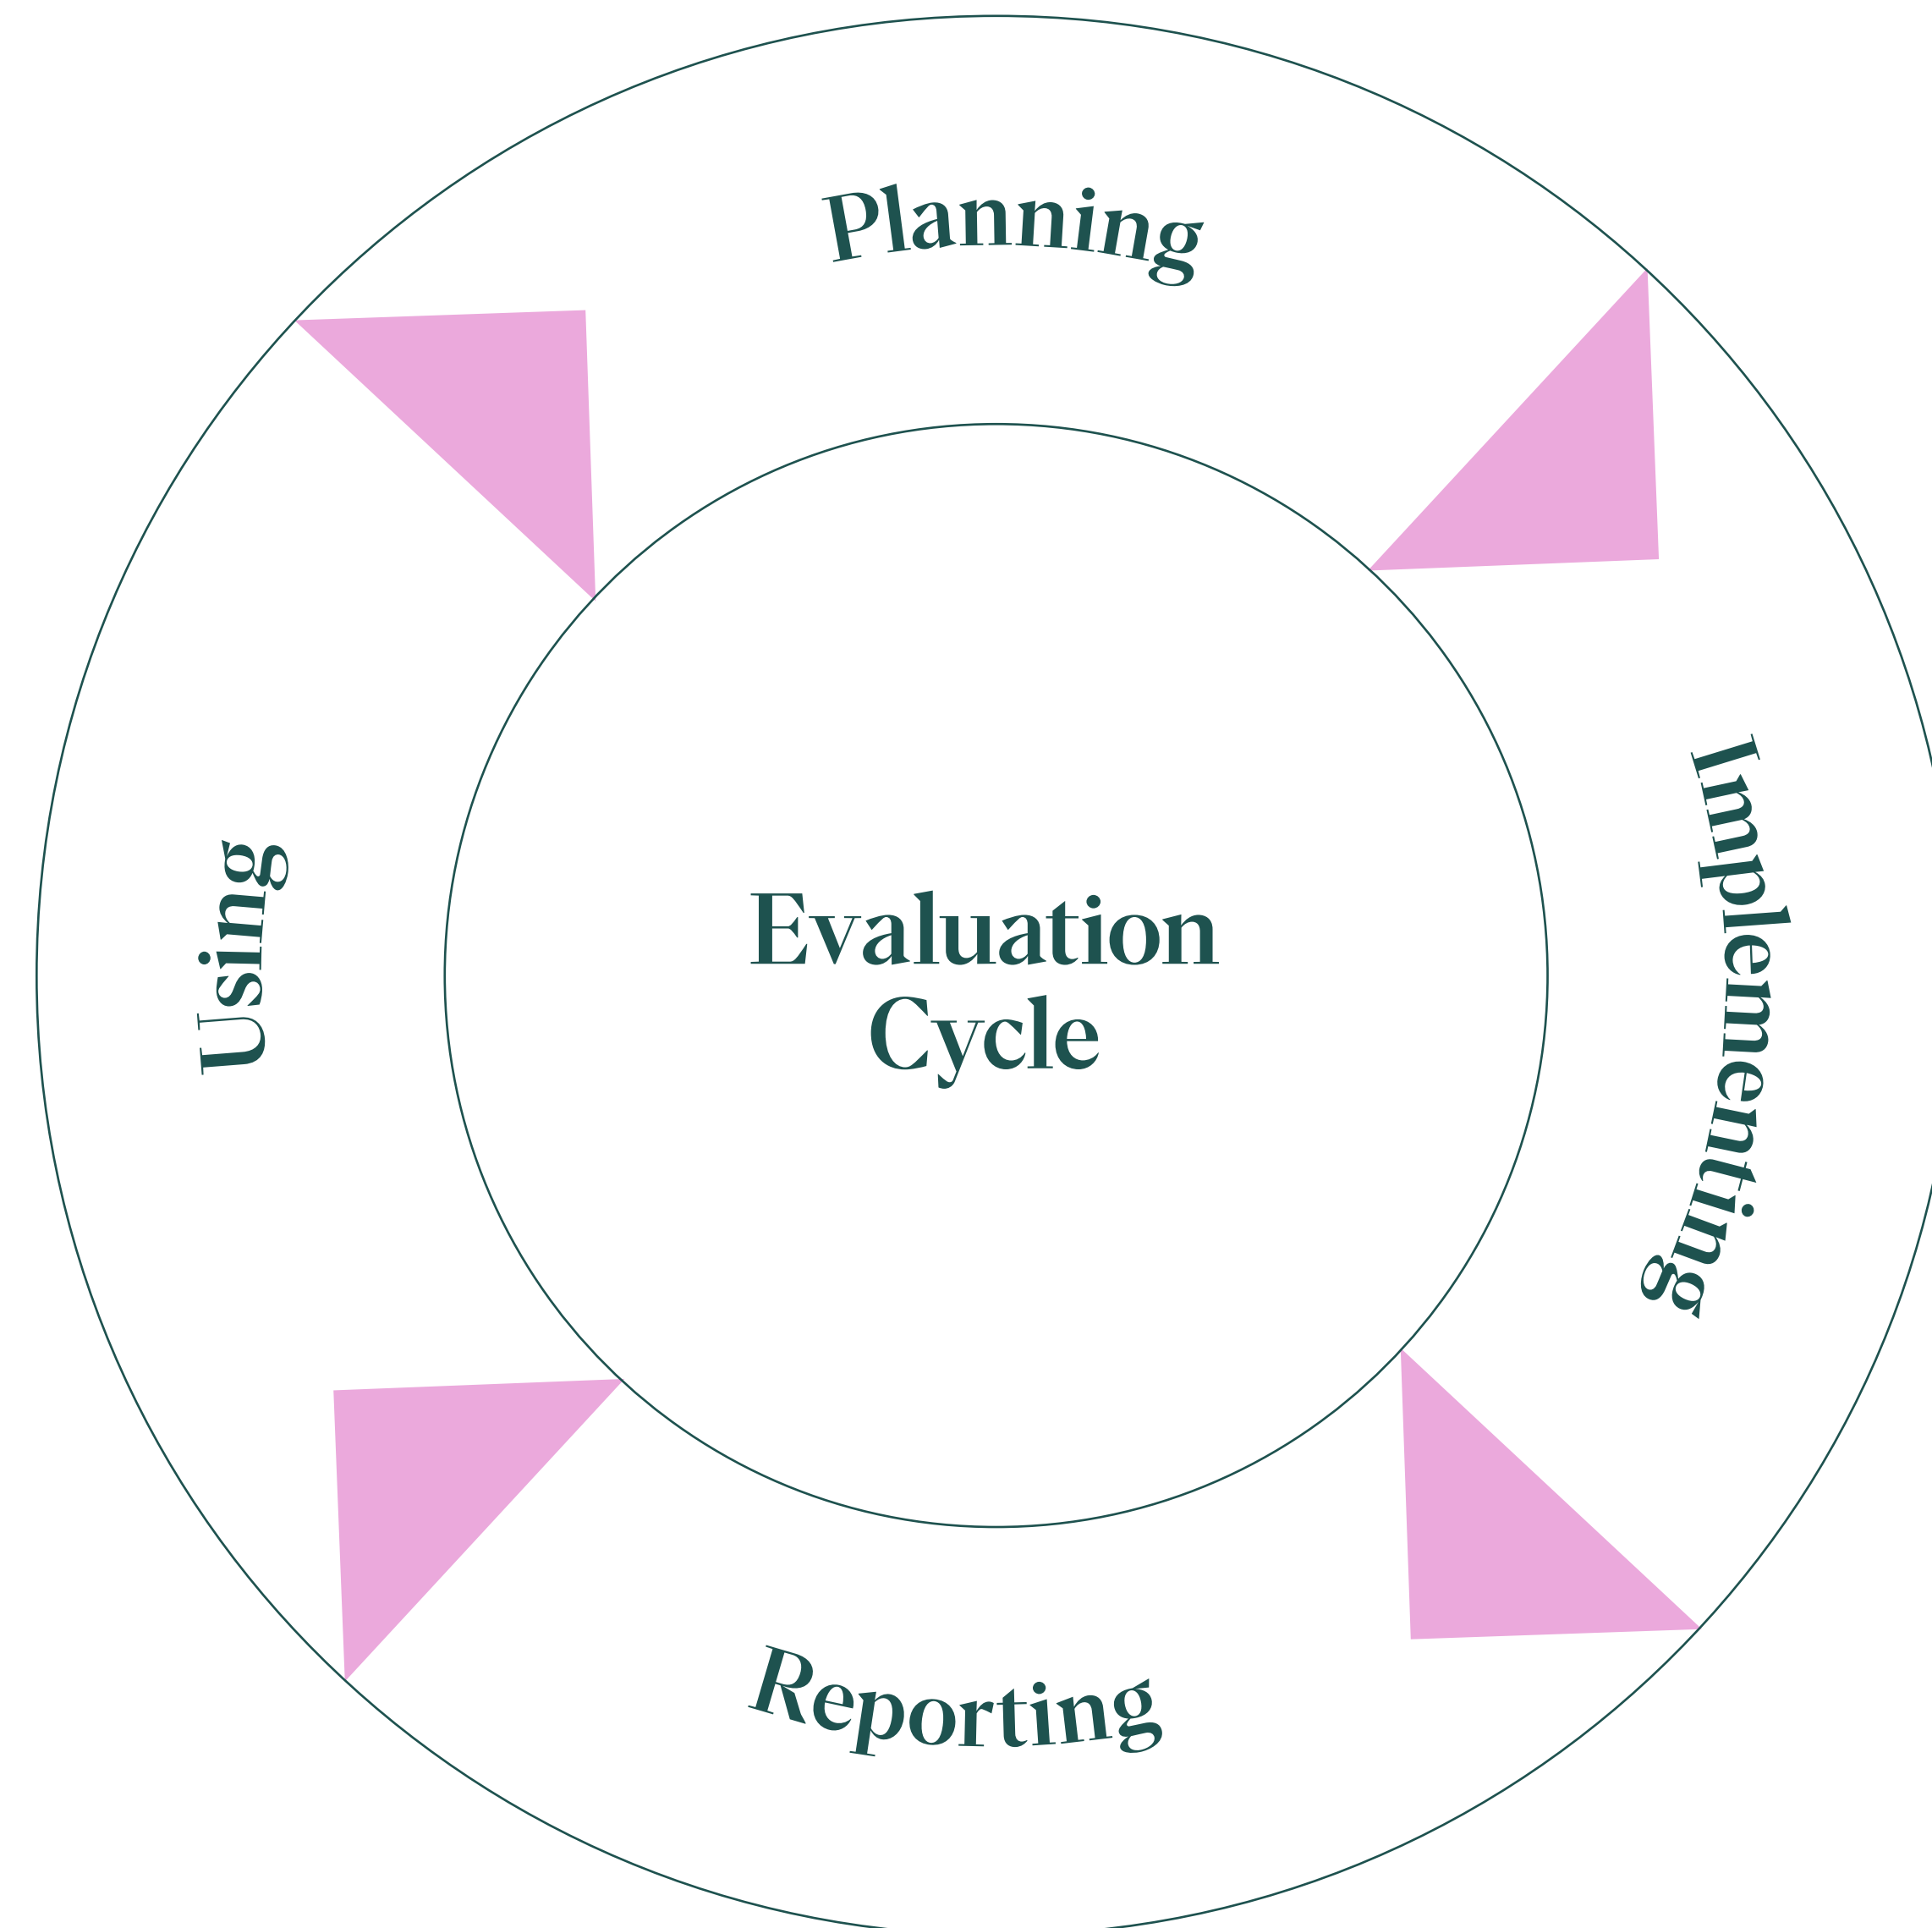 Planning
Implementing
Reporting
Using
Evaluation
Cycle